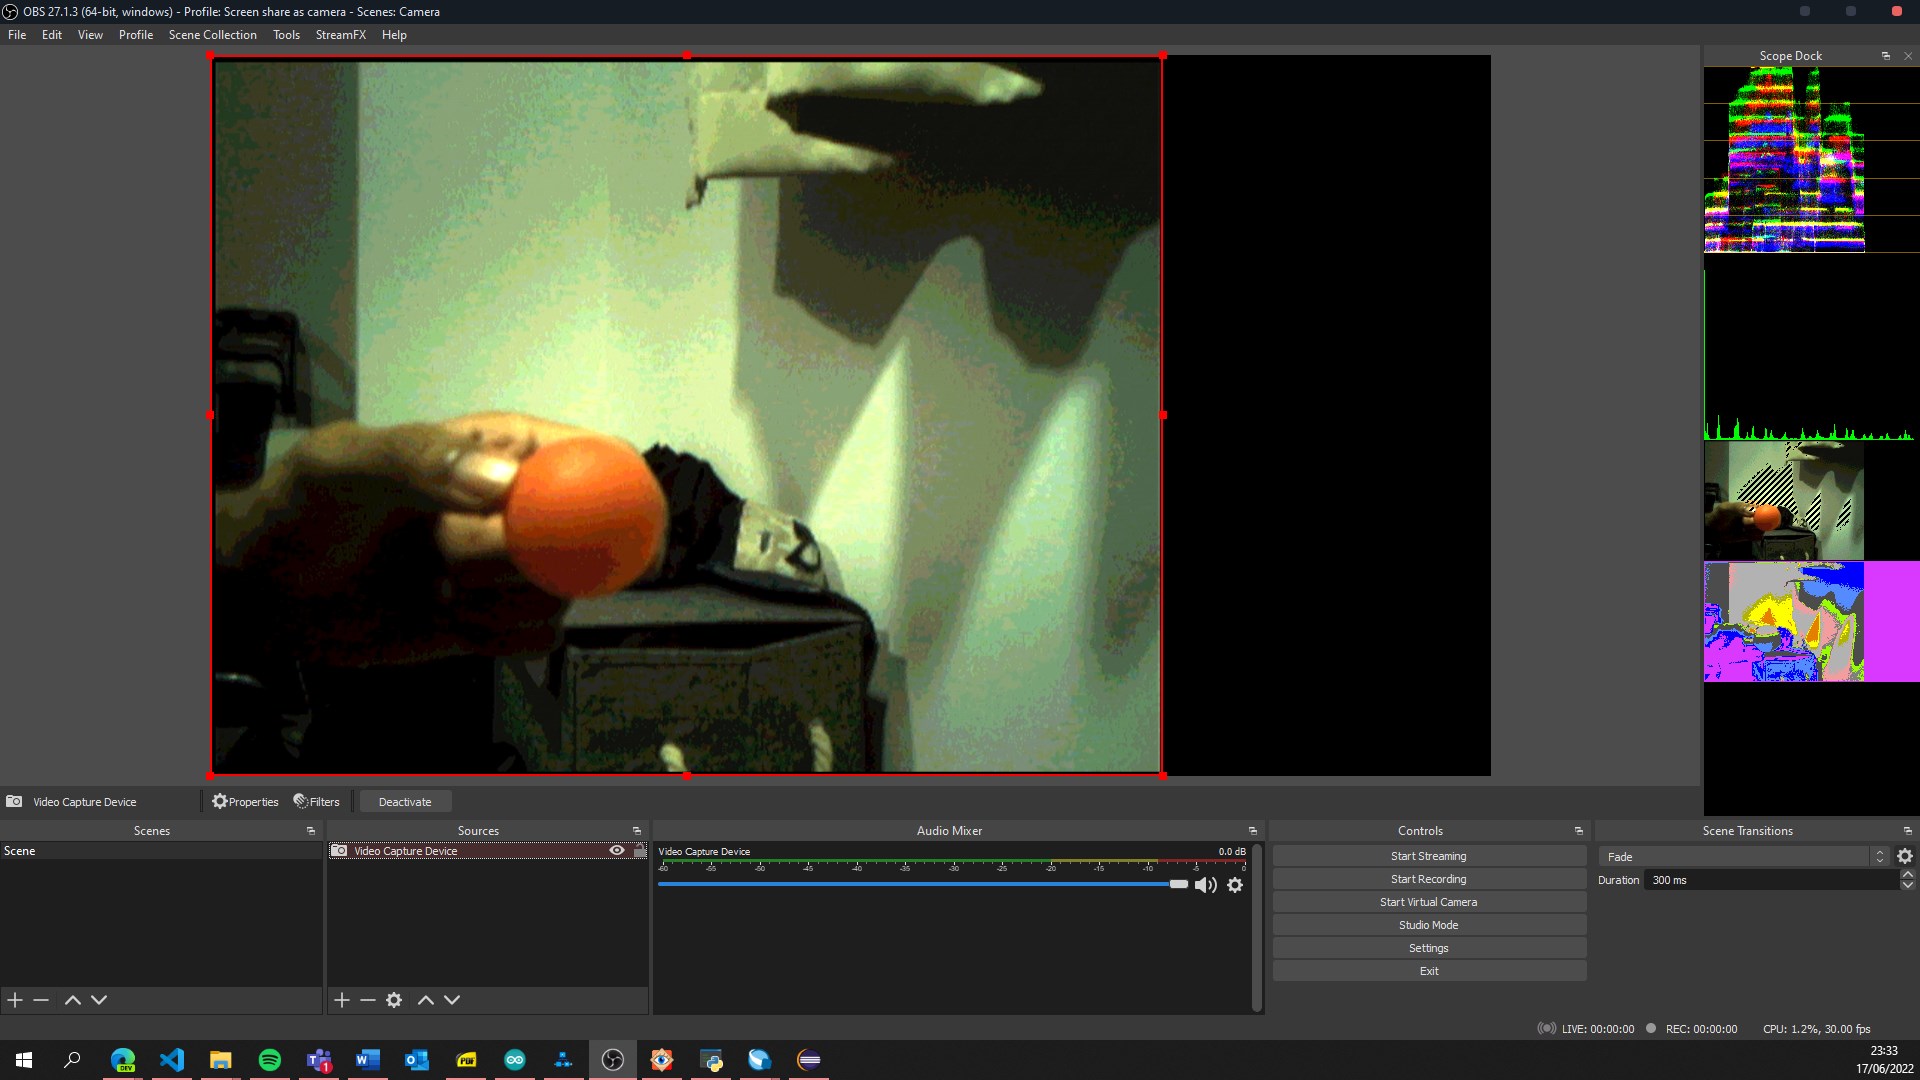 OBS 27.1.3 (64-bit, windows) - Profile: Screen share as camera - Scenes: Camera
File Edit View Profile Scene Collection Tools StreamFX Help
Scope Dock
Video Capture Device Properties Filters Deactivate
Scenes Sources Audio Mixer Controls Scene Transitions
Scene
Video Capture Device
Video Capture Device 0.0 dB
-60 -55 -50 -45 -40 -35 -30 -25 -20 -15 -10 -5 0
Start Streaming
Start Recording
Start Virtual Camera
Studio Mode
Settings
Exit
Fade
Duration 300 ms
LIVE: 00:00:00 REC: 00:00:00 CPU: 1.2%, 30.00 fps
DEV
1
PDF
23:33
17/06/2022